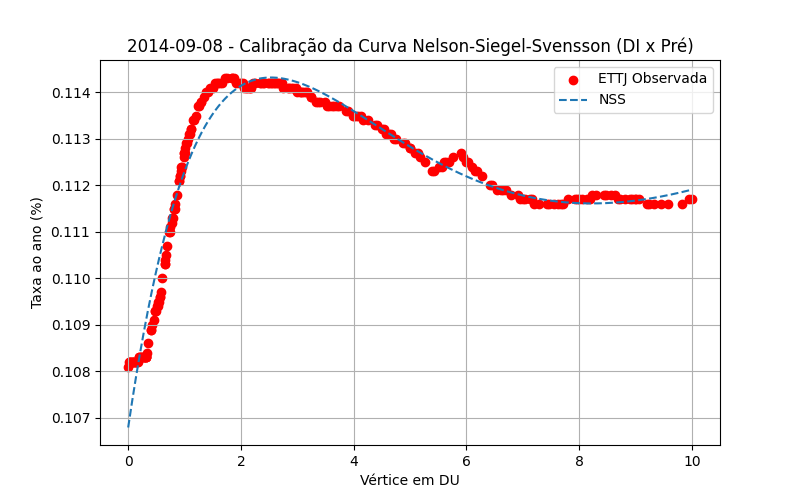 2014-09-08 - Calibração da Curva Nelson-Siegel-Svensson (DI x Pré)
ETTJ Observada
NSS
0.114
0.113
0.112
0.111
0.110
0.109
0.108
0.107
Taxa ao ano (%)
0 2 4 6 8 10
Vértice em DU